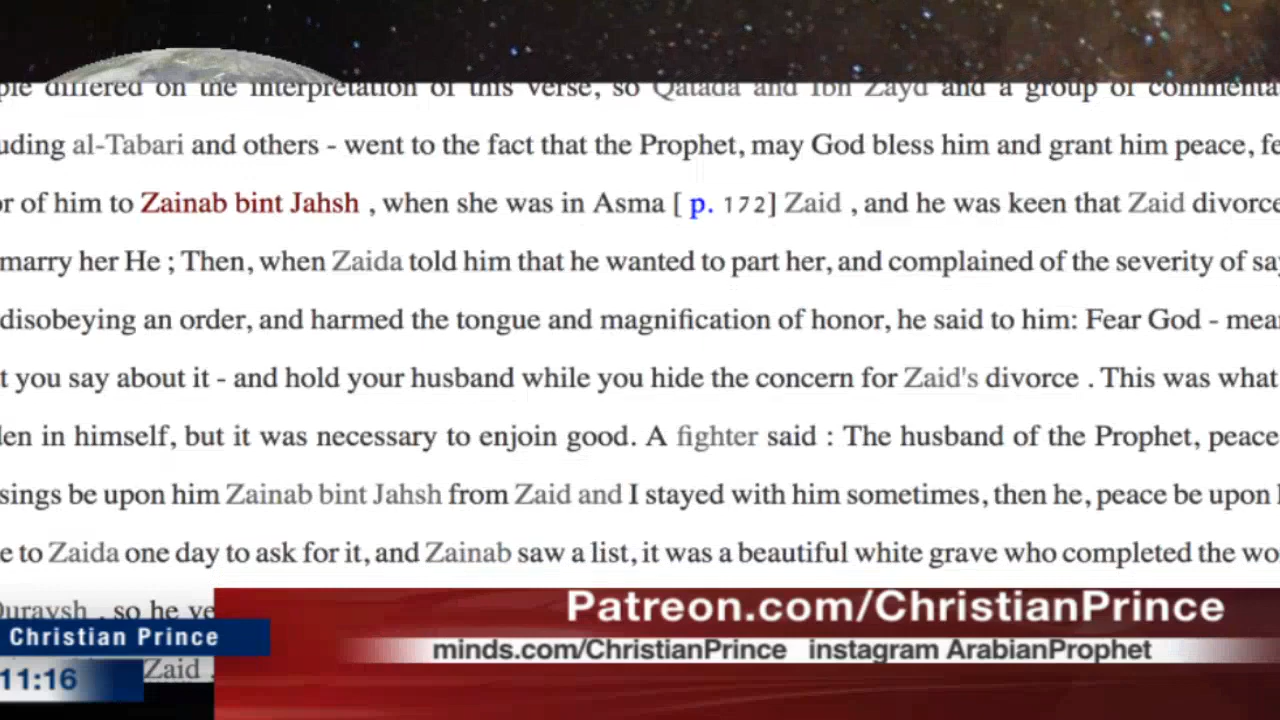 ple differed on the interpretation of this verse, so Qatada and Ibn Zayd and a group of commenta
uding al-Tabari and others - went to the fact that the Prophet, may God bless him and grant him peace, fe
or of him to Zainab bint Jahsh , when she was in Asma [ p. 172] Zaid , and he was keen that Zaid divorce
marry her He ; Then, when Zaida told him that he wanted to part her, and complained of the severity of say
disobeying an order, and harmed the tongue and magnification of honor, he said to him: Fear God - mean
t you say about it - and hold your husband while you hide the concern for Zaid's divorce . This was what
den in himself, but it was necessary to enjoin good. A fighter said : The husband of the Prophet, peace
sings be upon him Zainab bint Jahsh from Zaid and I stayed with him sometimes, then he, peace be upon h
e to Zaida one day to ask for it, and Zainab saw a list, it was a beautiful white grave who completed the wo
Quraysh , so he ve
Zaid .
Patreon.com/ChristianPrince
Christian Prince
minds.com/ChristianPrince instagram ArabianProphet
11:16